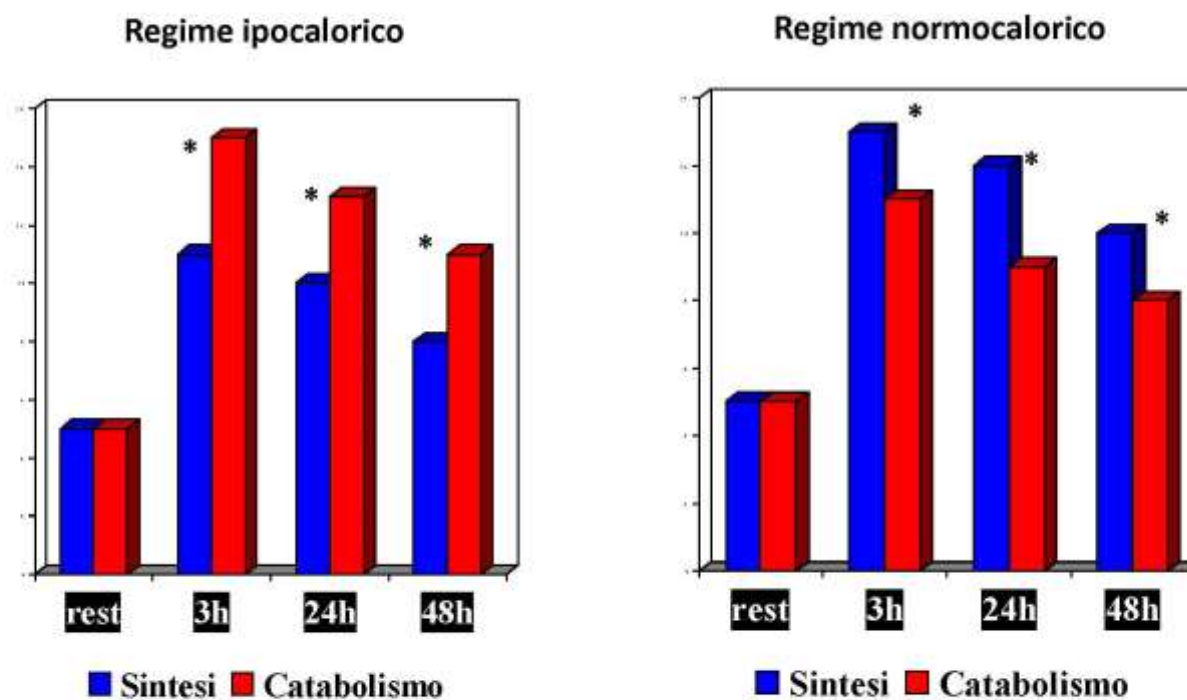 Regime ipocalorico
*
*
*
rest 3h 24h 48h
Sintesi Catabolismo
Regime normocalorico
*
*
*
rest 3h 24h 48h
Sintesi Catabolismo